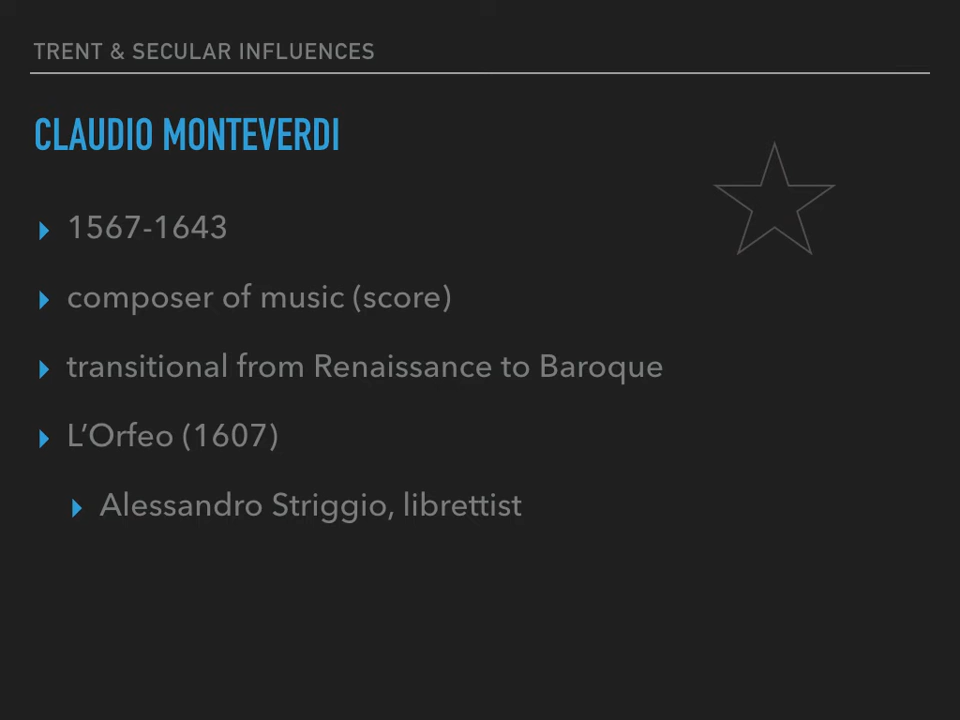 TRENT & SECULAR INFLUENCES
CLAUDIO MONTEVERDI
1567-1643
composer of music (score)
transitional from Renaissance to Baroque
L’Orfeo (1607)
Alessandro Striggio, librettist